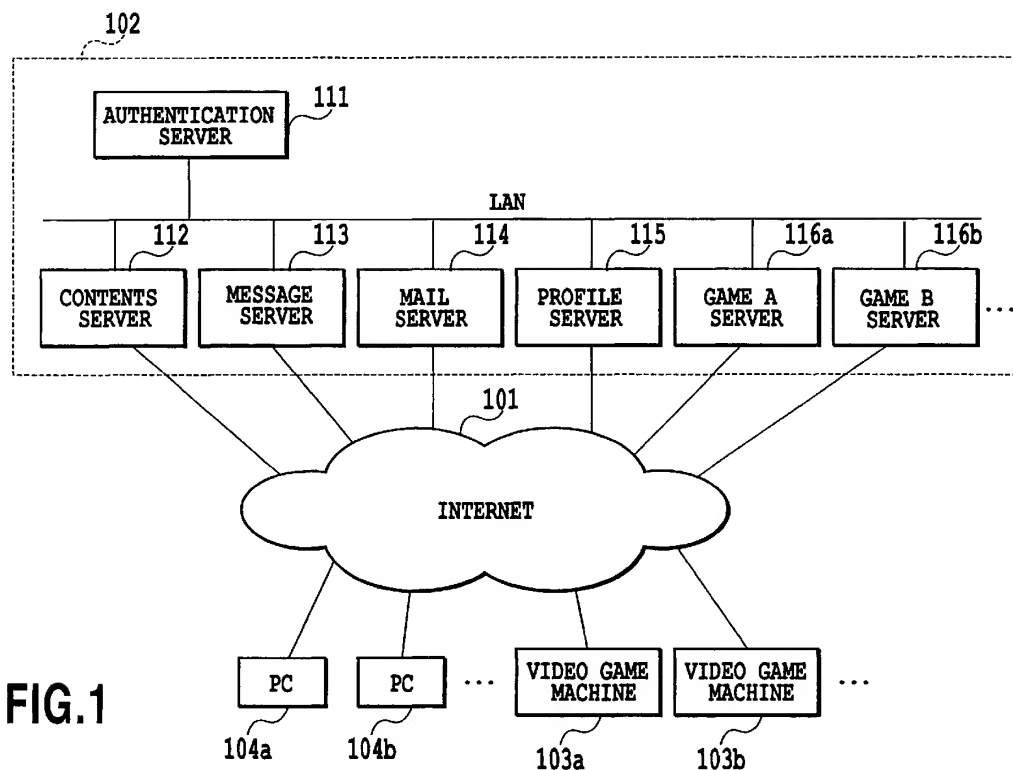 102
AUTHENTICATION
SERVER
111
LAN
112
113
114
115
116a
116b
CONTENTS
SERVER
MESSAGE
SERVER
MAIL
SERVER
PROFILE
SERVER
GAME A
SERVER
GAME B
SERVER
...
101
INTERNET
PC
PC
...
VIDEO GAME
MACHINE
VIDEO GAME
MACHINE
...
FIG.1
104a
104b
103a
103b